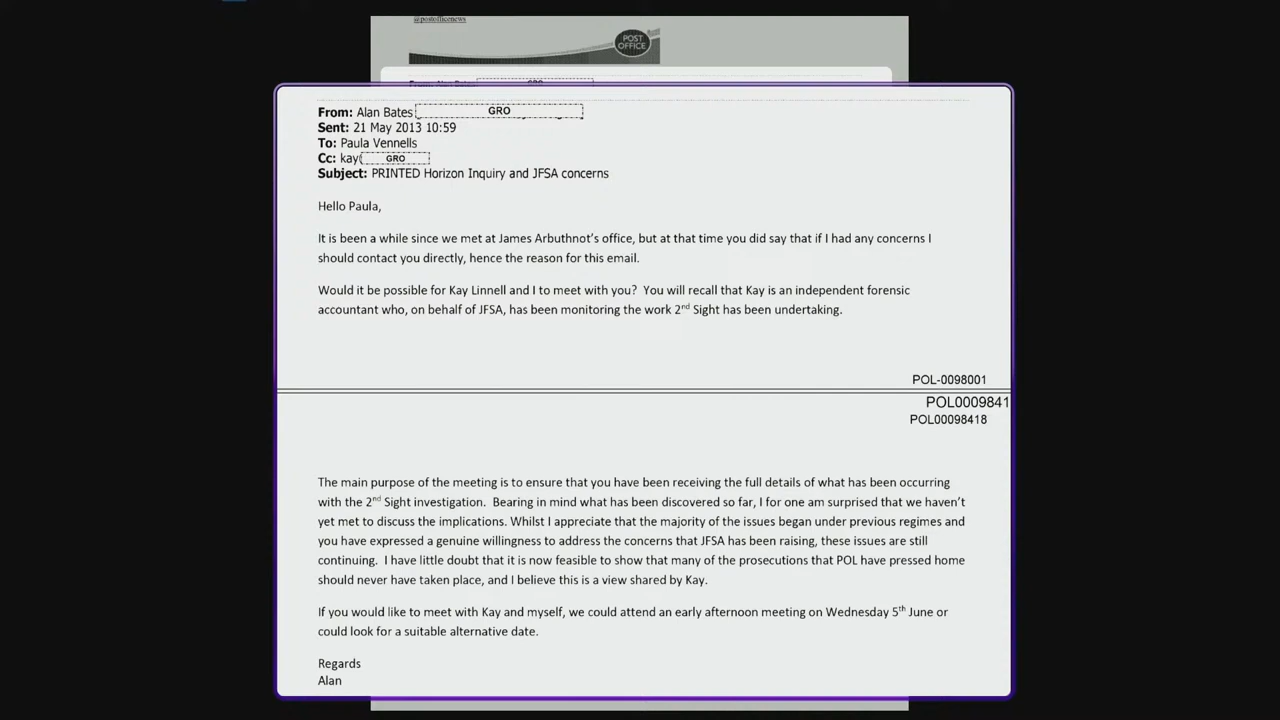 @postofficenews
POST
OFFICE
GRO
From: Alan Bates GRO
Sent: 21 May 2013 10:59
To: Paula Vennells
Cc: kay GRO
Subject: PRINTED Horizon Inquiry and JFSA concerns
Hello Paula,
It is been a while since we met at James Arbuthnot's office, but at that time you did say that if I had any concerns I
should contact you directly, hence the reason for this email.
Would it be possible for Kay Linnell and I to meet with you? You will recall that Kay is an independent forensic
accountant who, on behalf of JFSA, has been monitoring the work 2nd Sight has been undertaking.
POL-0098001
POL0009841
POL00098418
The main purpose of the meeting is to ensure that you have been receiving the full details of what has been occurring
with the 2nd Sight investigation. Bearing in mind what has been discovered so far, I for one am surprised that we haven't
yet met to discuss the implications. Whilst I appreciate that the majority of the issues began under previous regimes and
you have expressed a genuine willingness to address the concerns that JFSA has been raising, these issues are still
continuing. I have little doubt that it is now feasible to show that many of the prosecutions that POL have pressed home
should never have taken place, and I believe this is a view shared by Kay.
If you would like to meet with Kay and myself, we could attend an early afternoon meeting on Wednesday 5th June or
could look for a suitable alternative date.
Regards
Alan